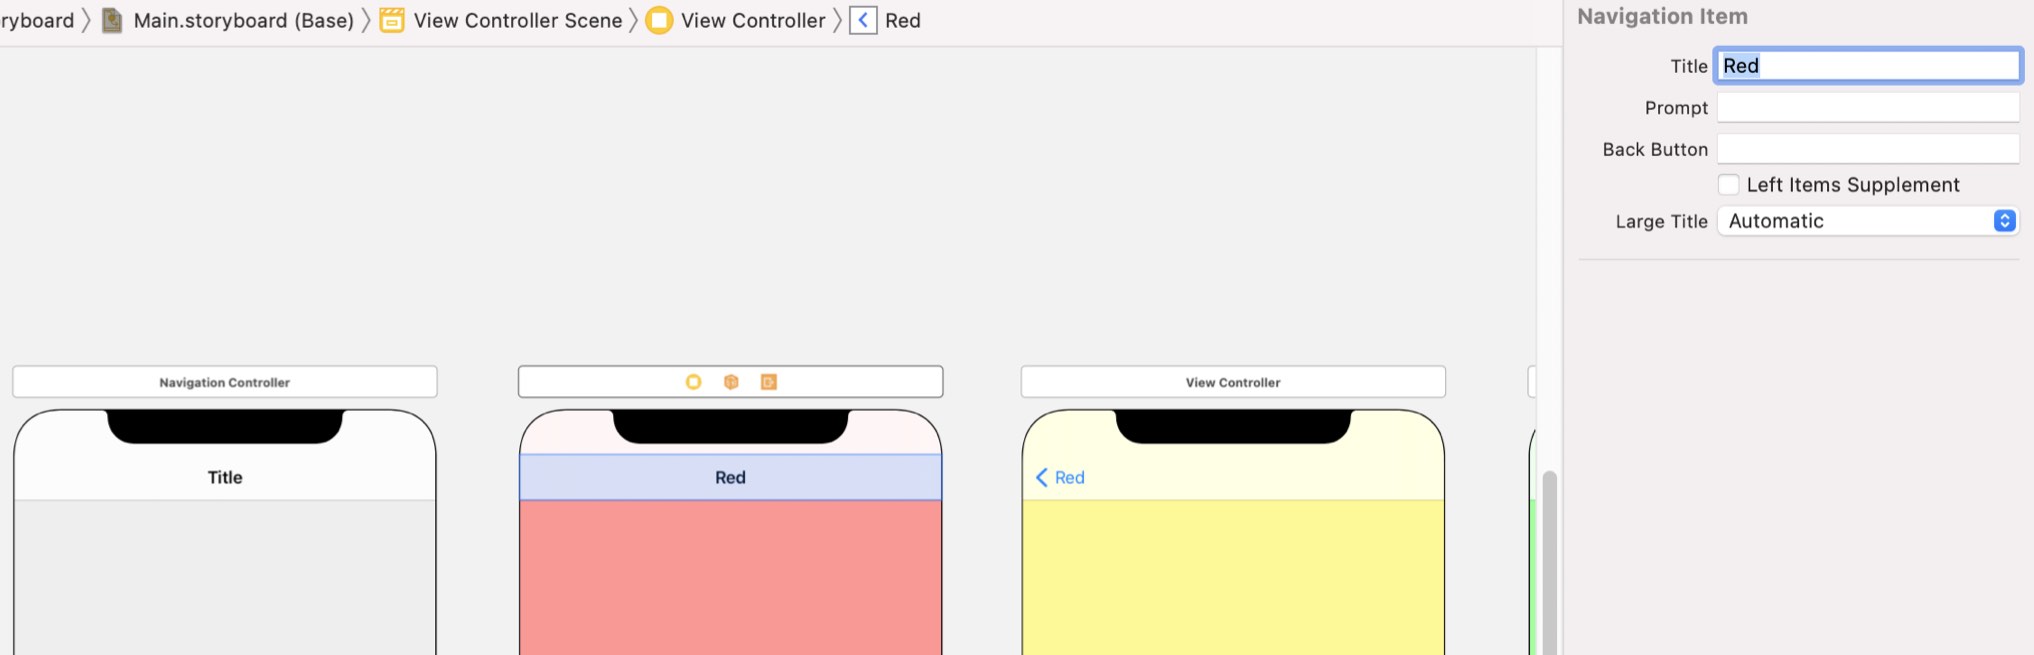 ryboard Main.storyboard (Base) View Controller Scene View Controller Red
Navigation Item
Title Red
Prompt
Back Button
Left Items Supplement
Large Title Automatic
Navigation Controller
View Controller
Title
Red
Red